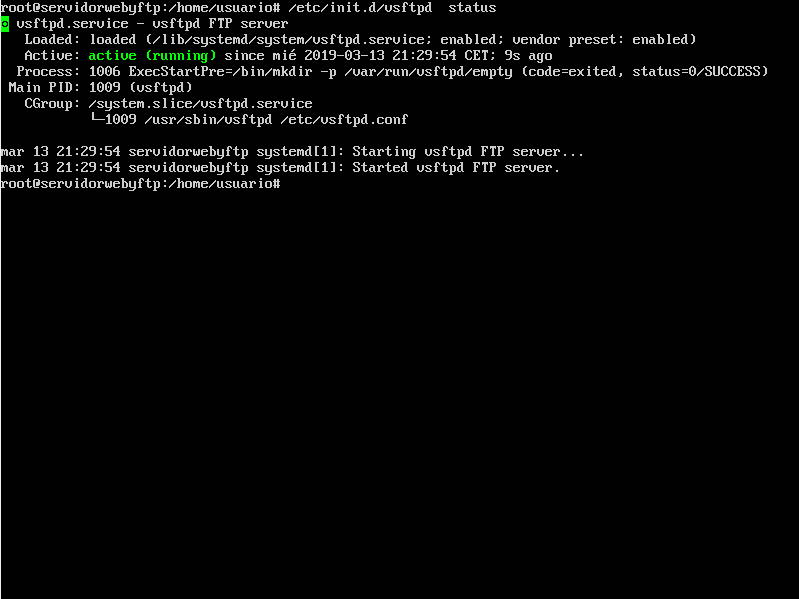 root@servidorwebyftp:/home/usuario# /etc/init.d/vsftpd  status
● vsftpd.service - vsftpd FTP server
   Loaded: loaded (/lib/systemd/system/vsftpd.service; enabled; vendor preset: enabled)
   Active: active (running) since mié 2019-03-13 21:29:54 CET; 9s ago
  Process: 1006 ExecStartPre=/bin/mkdir -p /var/run/vsftpd/empty (code=exited, status=0/SUCCESS)
 Main PID: 1009 (vsftpd)
   CGroup: /system.slice/vsftpd.service
           └─1009 /usr/sbin/vsftpd /etc/vsftpd.conf
mar 13 21:29:54 servidorwebyftp systemd[1]: Starting vsftpd FTP server...
mar 13 21:29:54 servidorwebyftp systemd[1]: Started vsftpd FTP server.
root@servidorwebyftp:/home/usuario#